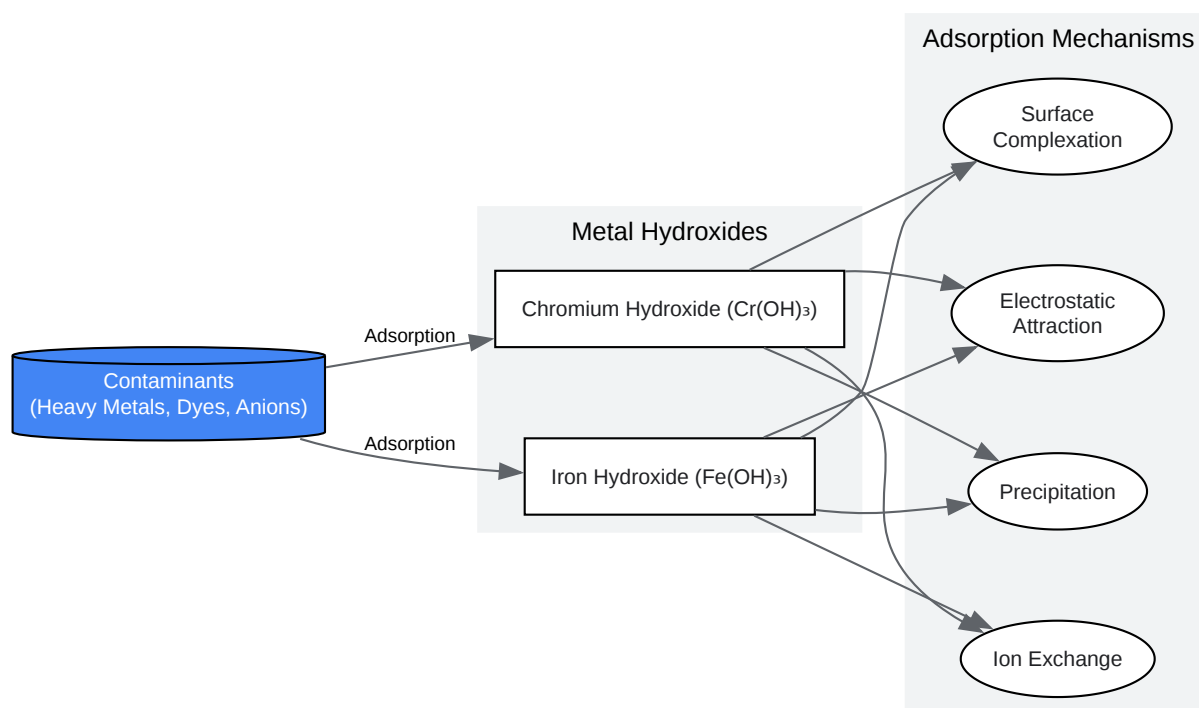 Adsorption Mechanisms
Surface
Complexation
Metal Hydroxides
Chromium Hydroxide (Cr(OH)₃)
Electrostatic
Attraction
Adsorption
Contaminants
(Heavy Metals, Dyes, Anions)
Adsorption
Iron Hydroxide (Fe(OH)₃)
Precipitation
Ion Exchange